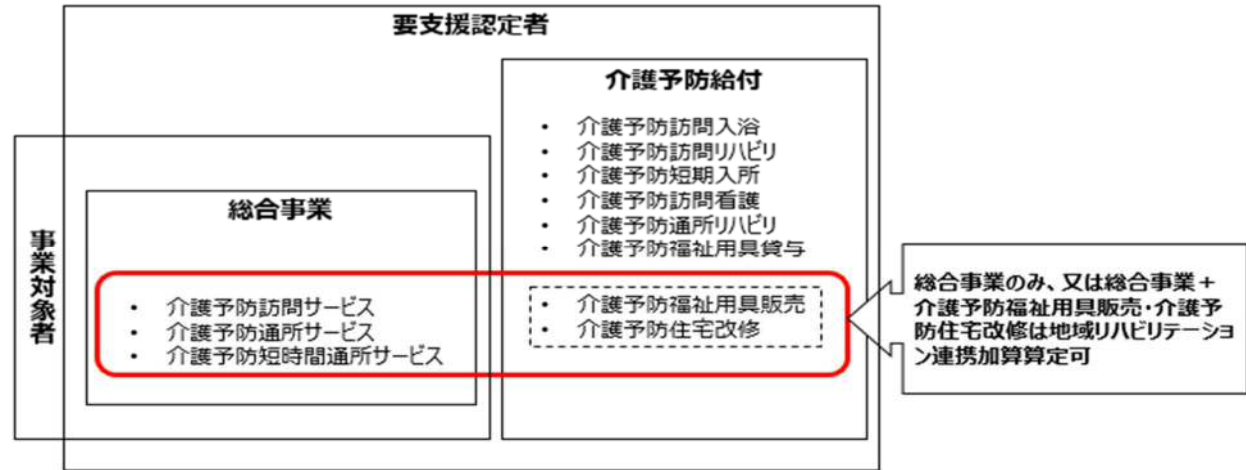 要支援認定者
介護予防給付
・ 介護予防訪問入浴
・ 介護予防訪問リハビリ
・ 介護予防短期入所
・ 介護予防訪問看護
・ 介護予防通所リハビリ
・ 介護予防福祉用具貸与
・ 介護予防福祉用具販売
・ 介護予防住宅改修
事業対象者
総合事業
・ 介護予防訪問サービス
・ 介護予防通所サービス
・ 介護予防短時間通所サービス
総合事業のみ、又は総合事業＋
介護予防福祉用具販売・介護予
防住宅改修は地域リハビリテーショ
ン連携加算算定可